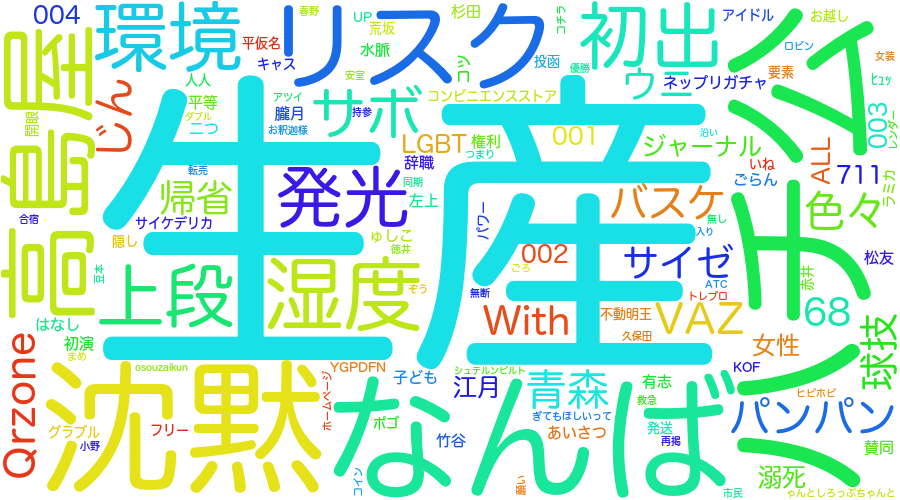 004
環境
リスク
初出
ハチノム
高島屋
じん
生産
サボ
ウニ
春野
UP
荒坂
杉田
平仮名
水脈
キャス
コツ
投函
コチラ
アイドル
お越し
ロビン
女装
安室
優勝
ネップリガチャ
要素
ﾋｭｯ
人人
平等
ダブル
二つ
アツイ
朧月
持参
お釈迦様
コンビニエンスストア
001
003
レンダー
開眼
LGBT
権利
つまり
ジャーナル
沿い
いね
ALL
711
ごらん
ラミカ
転売
辞職
帰省
発光
同期
左上
バスケ
色々
合宿
サイケデリカ
隠し
ゅしこ
徳井
パワー
無し
入り
002
サイゼ
松友
豆本
上段
湿度
ぞう
ごろ
無断
ATC
トレプロ
赤井
はなし
初演
まめ
With
不動明王
久保田
VAZ
68
女性
球技
Qrzone
沈黙
osouzaikun
YGPDFN
シュテルンビルト
子ども
江月
青森
有志
KOF
ホームページ
なんば
救急
ヒピホピ
パンパン
グラブル
小野
フリー
ポゴ
竹谷
ぎてもほしいって
あいさつ
発送
再掲
賛同
コイン
願い
溺死
市民
ゃんとしろっぷちゃんと